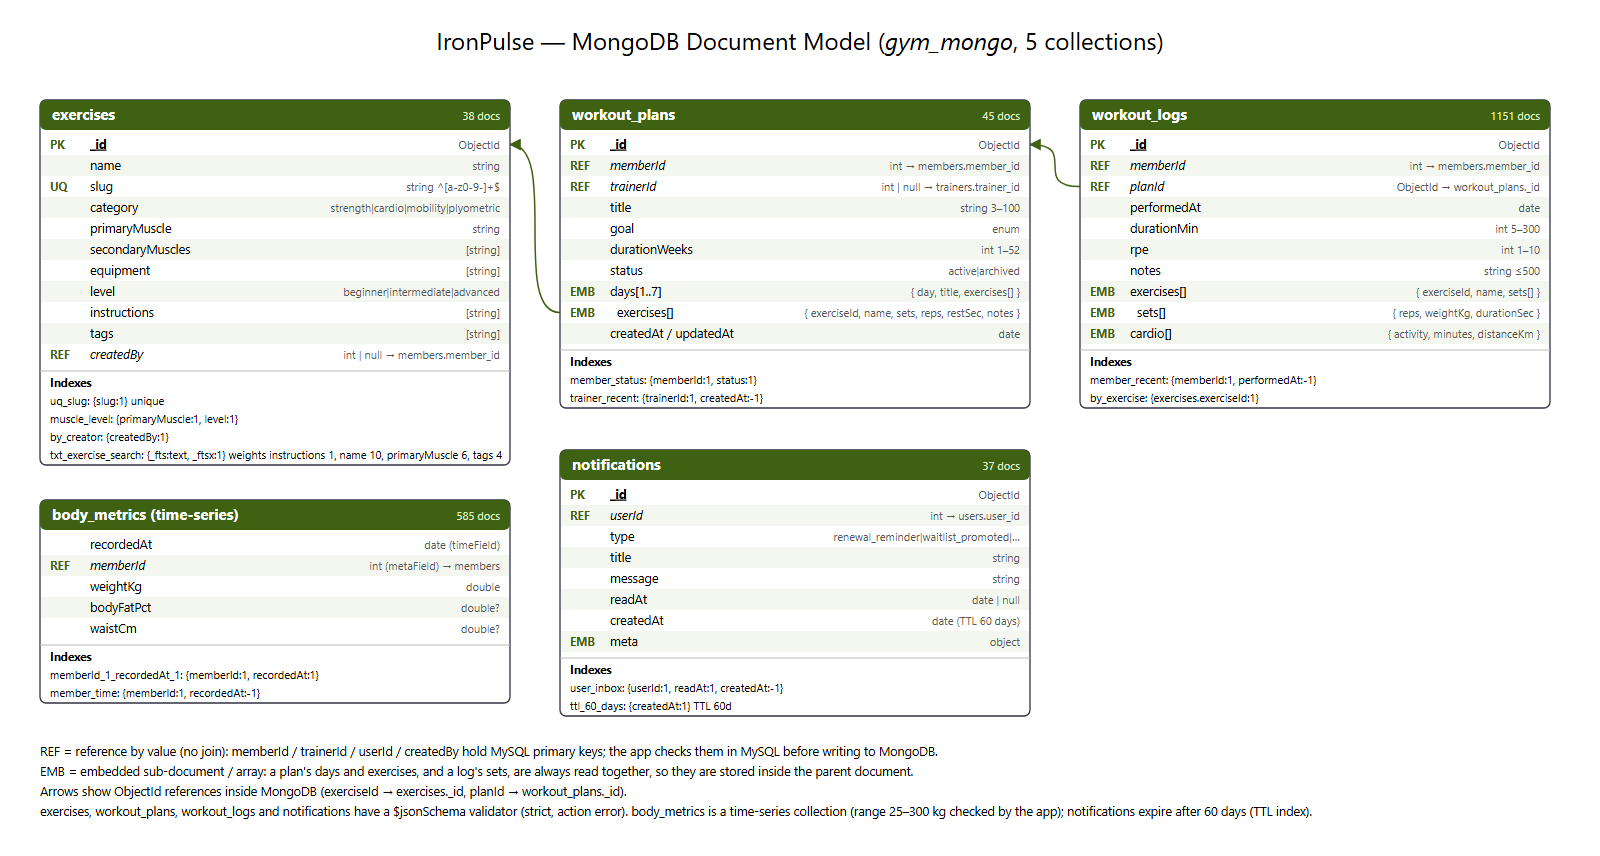 IronPulse — MongoDB Document Model (gym_mongo, 5 collections)
exercises 38 docs
PK _id ObjectId
name string
UQ slug string ^[a-z0-9-]+$
category strength|cardio|mobility|plyometric
primaryMuscle string
secondaryMuscles [string]
equipment [string]
level beginner|intermediate|advanced
instructions [string]
tags [string]
REF createdBy int | null → members.member_id
Indexes
uq_slug: {slug:1} unique
muscle_level: {primaryMuscle:1, level:1}
by_creator: {createdBy:1}
txt_exercise_search: {_fts:text, _ftsx:1} weights instructions 1, name 10, primaryMuscle 6, tags 4
workout_plans 45 docs
PK _id ObjectId
REF memberId int → members.member_id
REF trainerId int | null → trainers.trainer_id
title string 3–100
goal enum
durationWeeks int 1–52
status active|archived
EMB days[1..7] { day, title, exercises[] }
EMB exercises[] { exerciseId, name, sets, reps, restSec, notes }
createdAt / updatedAt date
Indexes
member_status: {memberId:1, status:1}
trainer_recent: {trainerId:1, createdAt:-1}
workout_logs 1151 docs
PK _id ObjectId
REF memberId int → members.member_id
REF planId ObjectId → workout_plans._id
performedAt date
durationMin int 5–300
rpe int 1–10
notes string ≤500
EMB exercises[] { exerciseId, name, sets[] }
EMB sets[] { reps, weightKg, durationSec }
EMB cardio[] { activity, minutes, distanceKm }
Indexes
member_recent: {memberId:1, performedAt:-1}
by_exercise: {exercises.exerciseId:1}
body_metrics (time-series) 585 docs
recordedAt date (timeField)
REF memberId int (metaField) → members
weightKg double
bodyFatPct double?
waistCm double?
Indexes
memberId_1_recordedAt_1: {memberId:1, recordedAt:1}
member_time: {memberId:1, recordedAt:-1}
notifications 37 docs
PK _id ObjectId
REF userId int → users.user_id
type renewal_reminder|waitlist_promoted|...
title string
message string
readAt date | null
createdAt date (TTL 60 days)
EMB meta object
Indexes
user_inbox: {userId:1, readAt:1, createdAt:-1}
ttl_60_days: {createdAt:1} TTL 60d
REF = reference by value (no join): memberId / trainerId / userId / createdBy hold MySQL primary keys; the app checks them in MySQL before writing to MongoDB.
EMB = embedded sub-document / array: a plan's days and exercises, and a log's sets, are always read together, so they are stored inside the parent document.
Arrows show ObjectId references inside MongoDB (exerciseId → exercises._id, planId → workout_plans._id).
exercises, workout_plans, workout_logs and notifications have a $jsonSchema validator (strict, action error). body_metrics is a time-series collection (range 25–300 kg checked by the app); notifications expire after 60 days (TTL index).